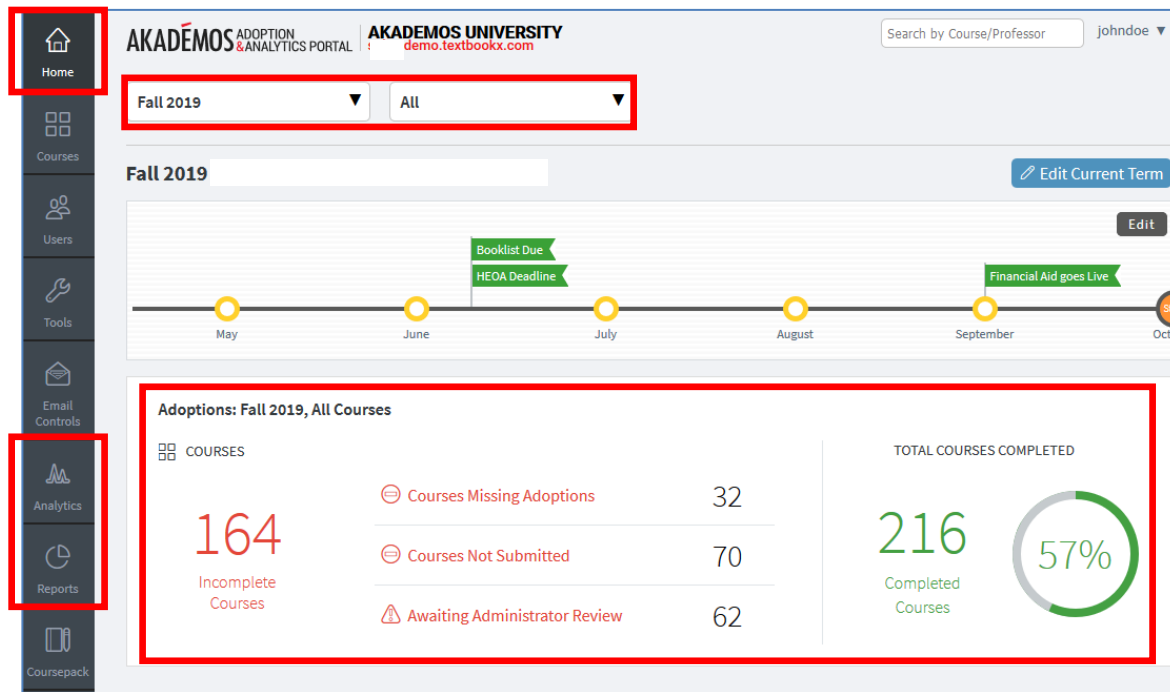 Home
Courses
Users
Tools
Email
Controls
Analytics
Reports
Coursepack
AKADÉMOS ADOPTION
&ANALYTICS PORTAL
AKADEMOS UNIVERSITY
demo.textbookx.com
Search by Course/Professor
johndoe ▼
Fall 2019 ▼
All ▼
Fall 2019
Edit Current Term
Edit
Booklist Due
HEOA Deadline
Financial Aid goes Live
May
June
July
August
September
Oct
Adoptions: Fall 2019, All Courses
COURSES
164
Incomplete
Courses
Courses Missing Adoptions 32
Courses Not Submitted 70
Awaiting Administrator Review 62
TOTAL COURSES COMPLETED
216
Completed
Courses
57%